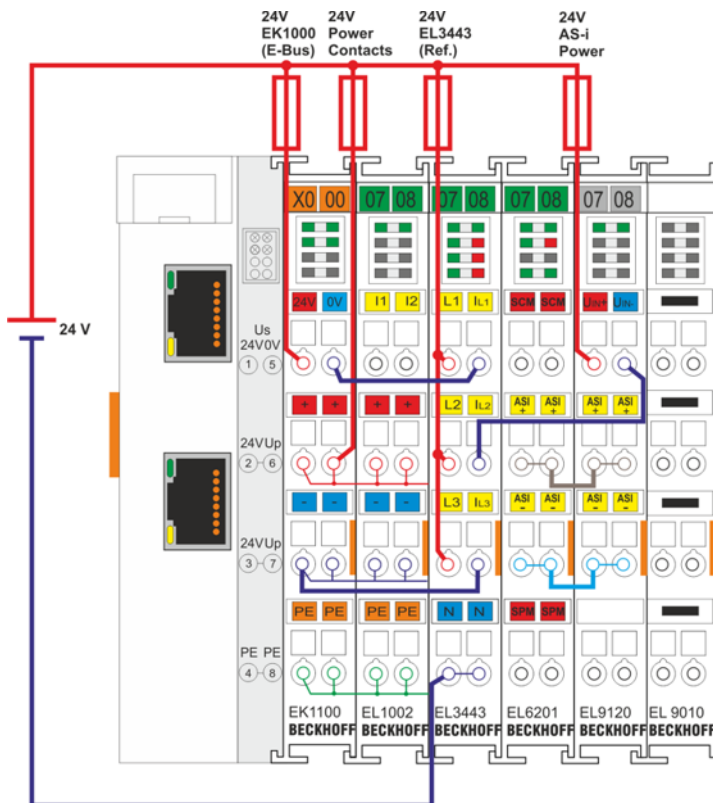 24V 24V 24V 24V
EK1000 Power EL3443 AS-i
(E-Bus) Contacts (Ref.) Power
X0 00 07 08 07 08 07 08 07 08
24V 0V I1 I2 L1 IL1 SCM SCM UIN+ UIN-
24 V
Us
24V0V
1 5
+ + + + L2 IL2 ASI + ASI + ASI + ASI +
24VUp
2 6
- - - - L3 IL3 ASI - ASI - ASI - ASI -
24VUp
3 7
PE PE PE PE N N SPM SPM
PE PE
4 8
EK1100 EL1002 EL3443 EL6201 EL9120 EL 9010
BECKHOFF BECKHOFF BECKHOFF BECKHOFF BECKHOFF BECKHOFF